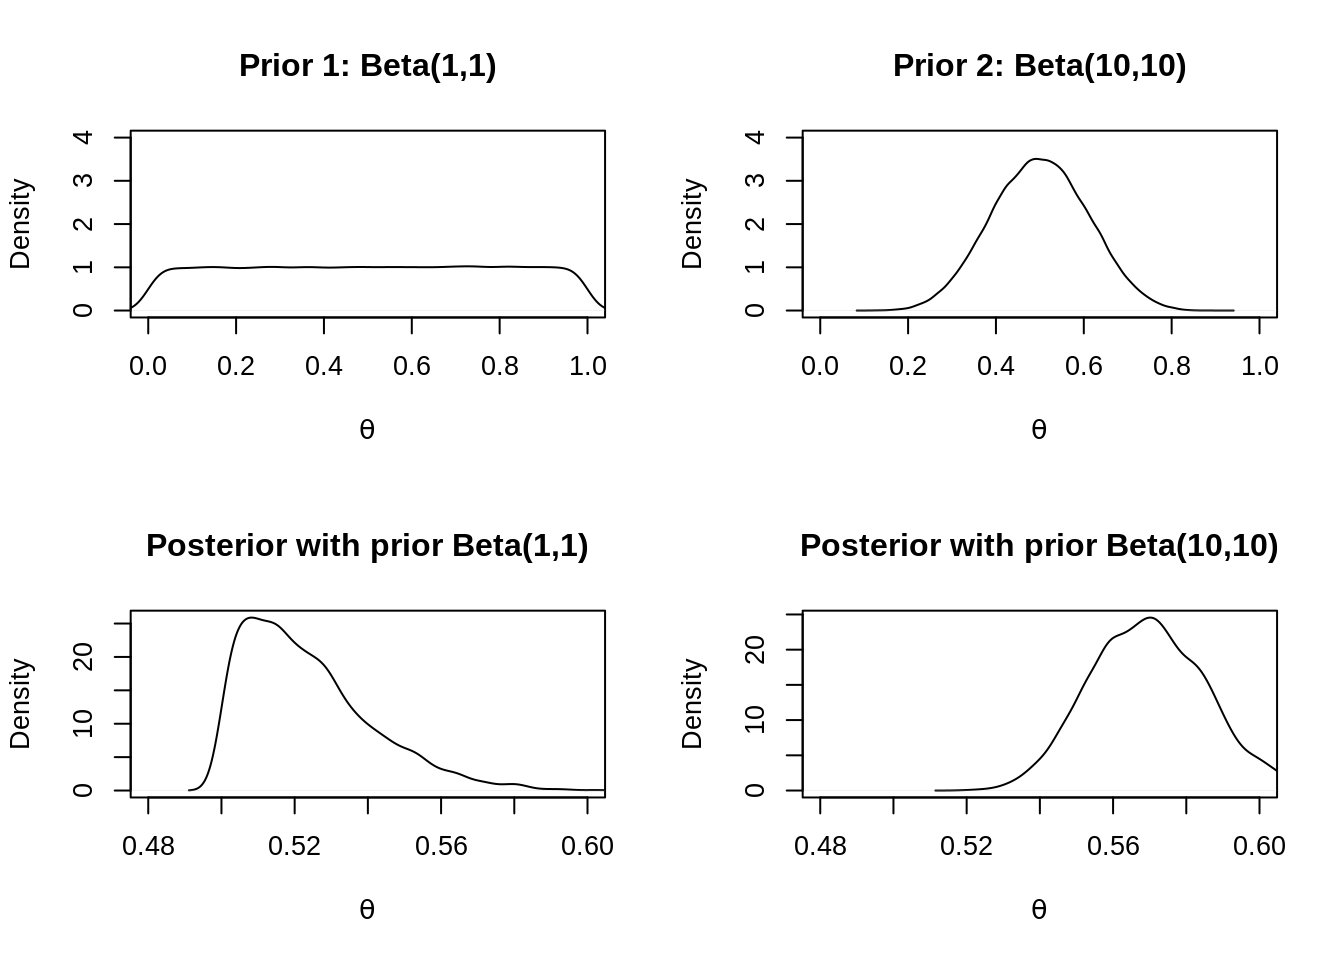 Prior 1: Beta(1,1)
Density
0 1 2 3 4
0.0 0.2 0.4 0.6 0.8 1.0
θ
Prior 2: Beta(10,10)
Density
0 1 2 3 4
0.0 0.2 0.4 0.6 0.8 1.0
θ
Posterior with prior Beta(1,1)
Density
0 10 20
0.48 0.52 0.56 0.60
θ
Posterior with prior Beta(10,10)
Density
0 10 20
0.48 0.52 0.56 0.60
θ